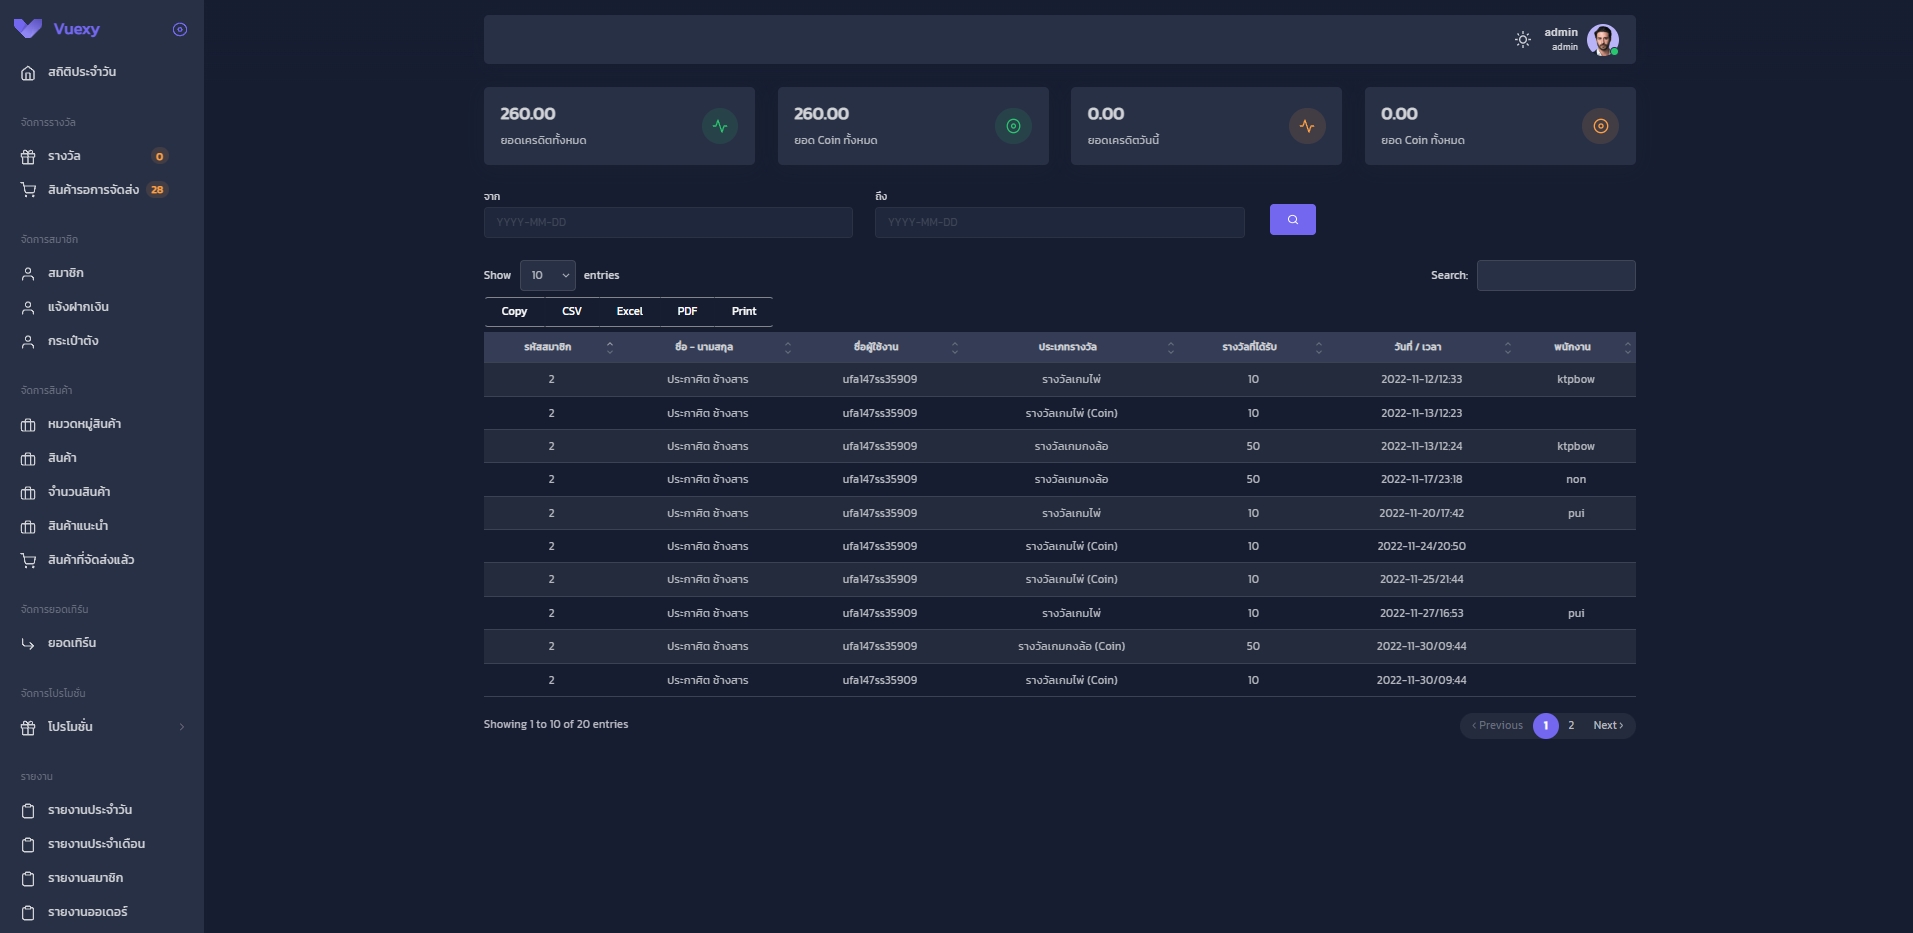 Vuexy
สถิติประจำวัน
จัดการรางวัล
รางวัล 0
สินค้ารอการจัดส่ง 28
จัดการสมาชิก
สมาชิก
แจ้งฝากเงิน
กระเป๋าตัง
จัดการสินค้า
หมวดหมู่สินค้า
สินค้า
จำนวนสินค้า
สินค้าแนะนำ
สินค้าที่จัดส่งแล้ว
จัดการยอดเทิร์น
ยอดเทิร์น
จัดการโปรโมชั่น
โปรโมชั่น
รายงาน
รายงานประจำวัน
รายงานประจำเดือน
รายงานสมาชิก
รายงานออเดอร์
admin
admin
260.00
ยอดเครดิตทั้งหมด
260.00
ยอด Coin ทั้งหมด
0.00
ยอดเครดิตวันนี้
0.00
ยอด Coin ทั้งหมด
จาก
YYYY-MM-DD
ถึง
YYYY-MM-DD
Show 10 entries
Search:
Copy CSV Excel PDF Print
รหัสสมาชิก ชื่อ - นามสกุล ชื่อผู้ใช้งาน ประเภทรางวัล รางวัลที่ได้รับ วันที่ / เวลา พนักงาน
2 ประกาศิต ช้างสาร ufa147ss35909 รางวัลเกมไพ่ 10 2022-11-12/12:33 ktpbow
2 ประกาศิต ช้างสาร ufa147ss35909 รางวัลเกมไพ่ (Coin) 10 2022-11-13/12:23
2 ประกาศิต ช้างสาร ufa147ss35909 รางวัลเกมกงล้อ 50 2022-11-13/12:24 ktpbow
2 ประกาศิต ช้างสาร ufa147ss35909 รางวัลเกมกงล้อ 50 2022-11-17/23:18 non
2 ประกาศิต ช้างสาร ufa147ss35909 รางวัลเกมไพ่ 10 2022-11-20/17:42 pui
2 ประกาศิต ช้างสาร ufa147ss35909 รางวัลเกมไพ่ (Coin) 10 2022-11-24/20:50
2 ประกาศิต ช้างสาร ufa147ss35909 รางวัลเกมไพ่ (Coin) 10 2022-11-25/21:44
2 ประกาศิต ช้างสาร ufa147ss35909 รางวัลเกมไพ่ 10 2022-11-27/16:53 pui
2 ประกาศิต ช้างสาร ufa147ss35909 รางวัลเกมกงล้อ (Coin) 50 2022-11-30/09:44
2 ประกาศิต ช้างสาร ufa147ss35909 รางวัลเกมไพ่ (Coin) 10 2022-11-30/09:44
Showing 1 to 10 of 20 entries
‹ Previous 1 2 Next ›